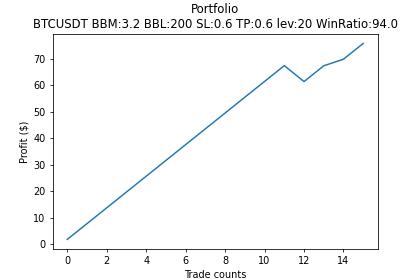 Portfolio
BTCUSDT BBM:3.2 BBL:200 SL:0.6 TP:0.6 lev:20 WinRatio:94.0
70
60
50
40
30
20
10
0
Profit ($)
0 2 4 6 8 10 12 14
Trade counts